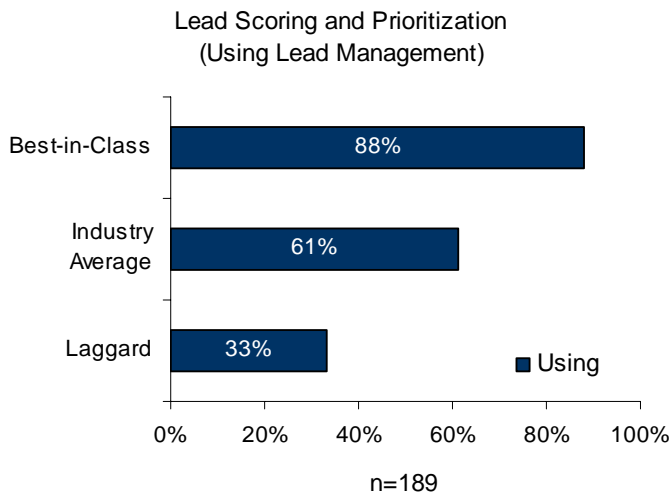 Lead Scoring and Prioritization
(Using Lead Management)
Best-in-Class
88%
Industry
Average
61%
Laggard
33%
Using
0%
20%
40%
60%
80%
100%
n=189